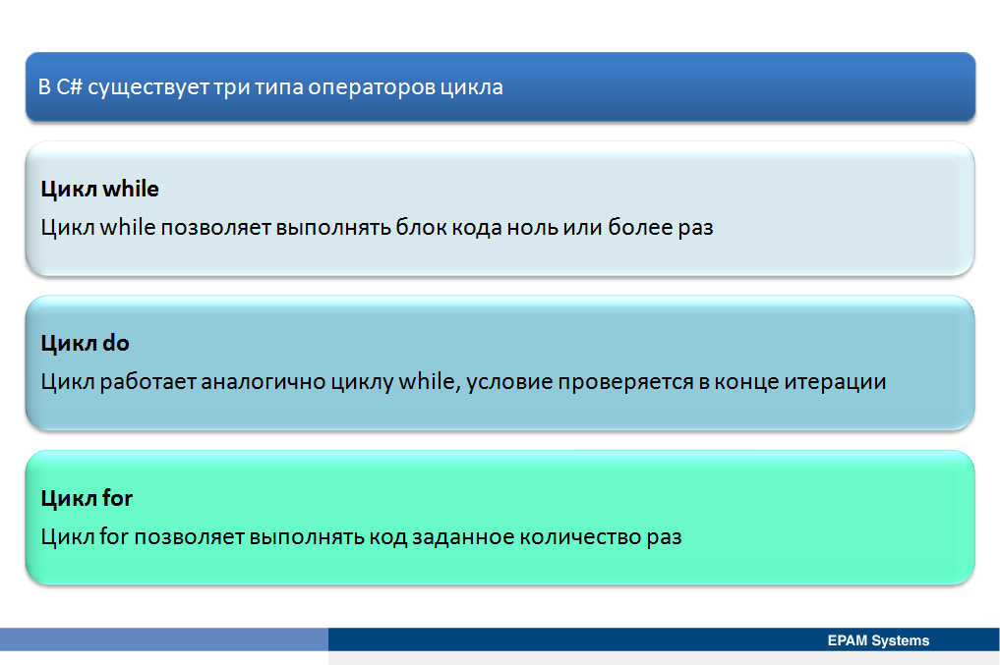 В C# существует три типа операторов цикла
Цикл while
Цикл while позволяет выполнять блок кода ноль или более раз
Цикл do
Цикл работает аналогично циклу while, условие проверяется в конце итерации
Цикл for
Цикл for позволяет выполнять код заданное количество раз
EPAM Systems